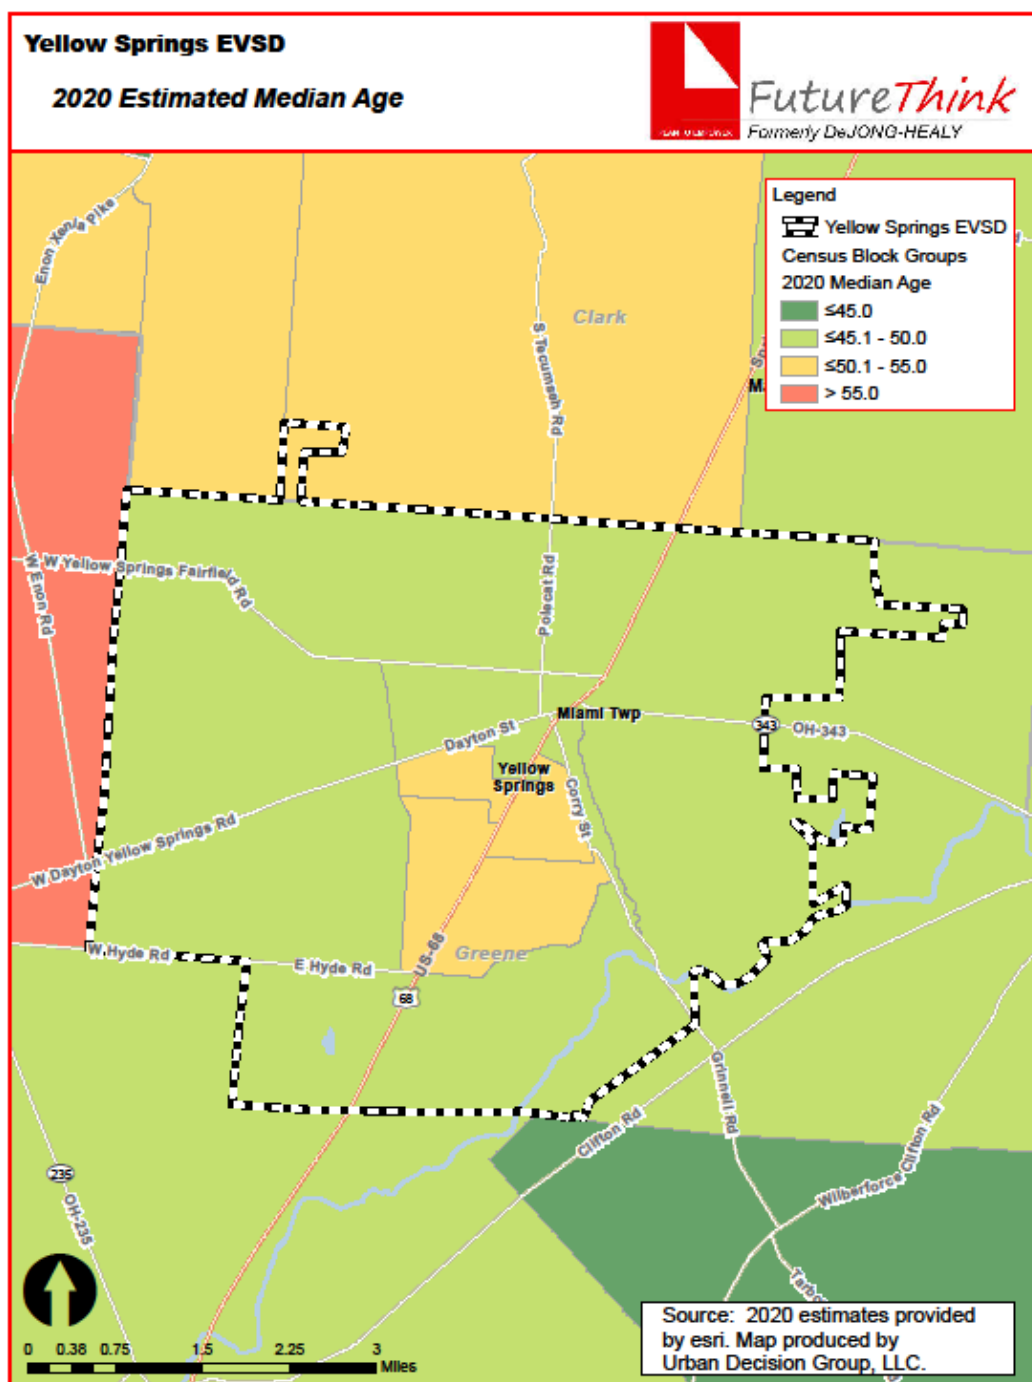 Yellow Springs EVSD
2020 Estimated Median Age
FutureThink
Formerly DeJONG-HEALY
Legend
Yellow Springs EVSD
Census Block Groups
2020 Median Age
≤45.0
≤45.1 - 50.0
≤50.1 - 55.0
> 55.0
Enon Xenia Pike
Clark
S Tecumseh Rd
W Yellow Springs Fairfield Rd
W Enon Rd
Polecat Rd
Miami Twp
343
OH-343
Dayton St
Yellow
Springs
Corry St
W Dayton Yellow Springs Rd
W Hyde Rd
E Hyde Rd
US-68
Greene
68
Grinnell Rd
Clifton Rd
Wilberforce Clifton Rd
235
OH-235
0 0.38 0.75 1.5 2.25 3
Miles
Source: 2020 estimates provided
by esri. Map produced by
Urban Decision Group, LLC.